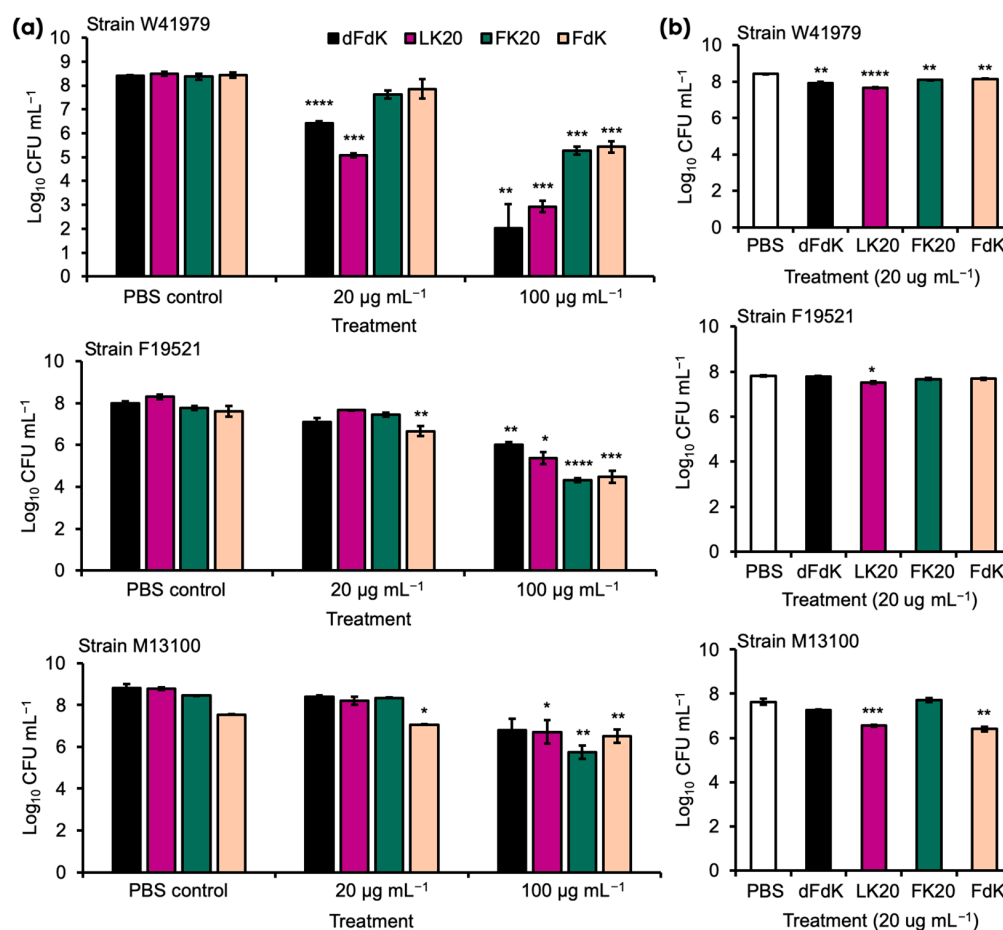 (a)
Strain W41979
dFdK LK20 FK20 FdK
10
9
8
7
6
5
4
3
2
1
0
Log₁₀ CFU mL⁻¹
**** ***
** *** *** ***
PBS control 20 µg mL⁻¹ 100 µg mL⁻¹
Treatment
Strain F19521
10
8
6
4
2
0
Log₁₀ CFU mL⁻¹
**
** * **** ***
PBS control 20 µg mL⁻¹ 100 µg mL⁻¹
Treatment
Strain M13100
10
8
6
4
2
0
Log₁₀ CFU mL⁻¹
*
* ** **
PBS control 20 µg mL⁻¹ 100 µg mL⁻¹
Treatment
(b)
Strain W41979
10
8
6
4
2
0
Log₁₀ CFU mL⁻¹
** **** ** **
PBS dFdK LK20 FK20 FdK
Treatment (20 ug mL⁻¹)
Strain F19521
10
8
6
4
2
0
Log₁₀ CFU mL⁻¹
*
PBS dFdK LK20 FK20 FdK
Treatment (20 ug mL⁻¹)
Strain M13100
10
8
6
4
2
0
Log₁₀ CFU mL⁻¹
*** **
PBS dFdK LK20 FK20 FdK
Treatment (20 ug mL⁻¹)